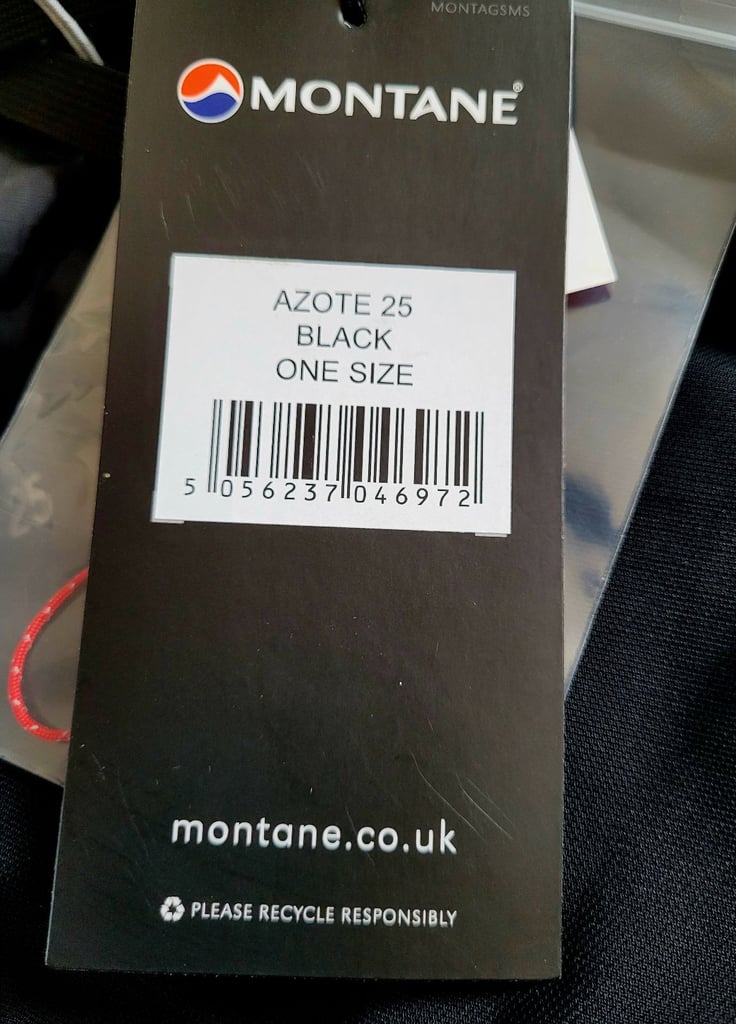 MONTAGSMS
MONTANE®
AZOTE 25
BLACK
ONE SIZE
5 056237 046972
montane.co.uk
PLEASE RECYCLE RESPONSIBLY